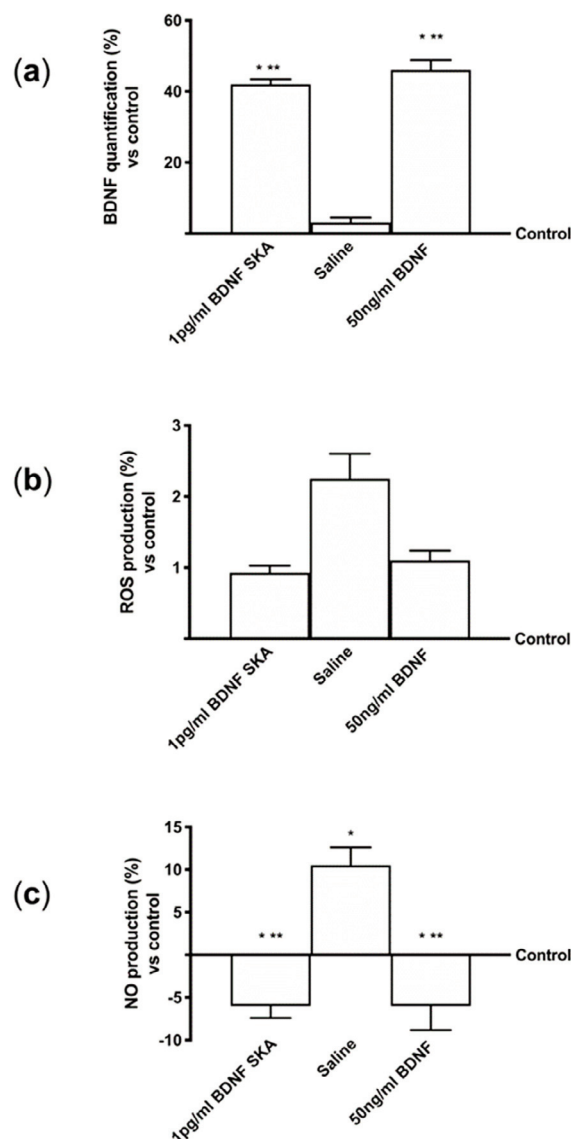 (a)
BDNF quantification (%)
vs control
60
40
20
* **
* **
Control
1pg/ml BDNF SKA
Saline
50ng/ml BDNF
(b)
ROS production (%)
vs control
3
2
1
Control
1pg/ml BDNF SKA
Saline
50ng/ml BDNF
(c)
NO production (%)
vs control
15
10
5
-5
-10
* **
*
* **
Control
1pg/ml BDNF SKA
Saline
50ng/ml BDNF